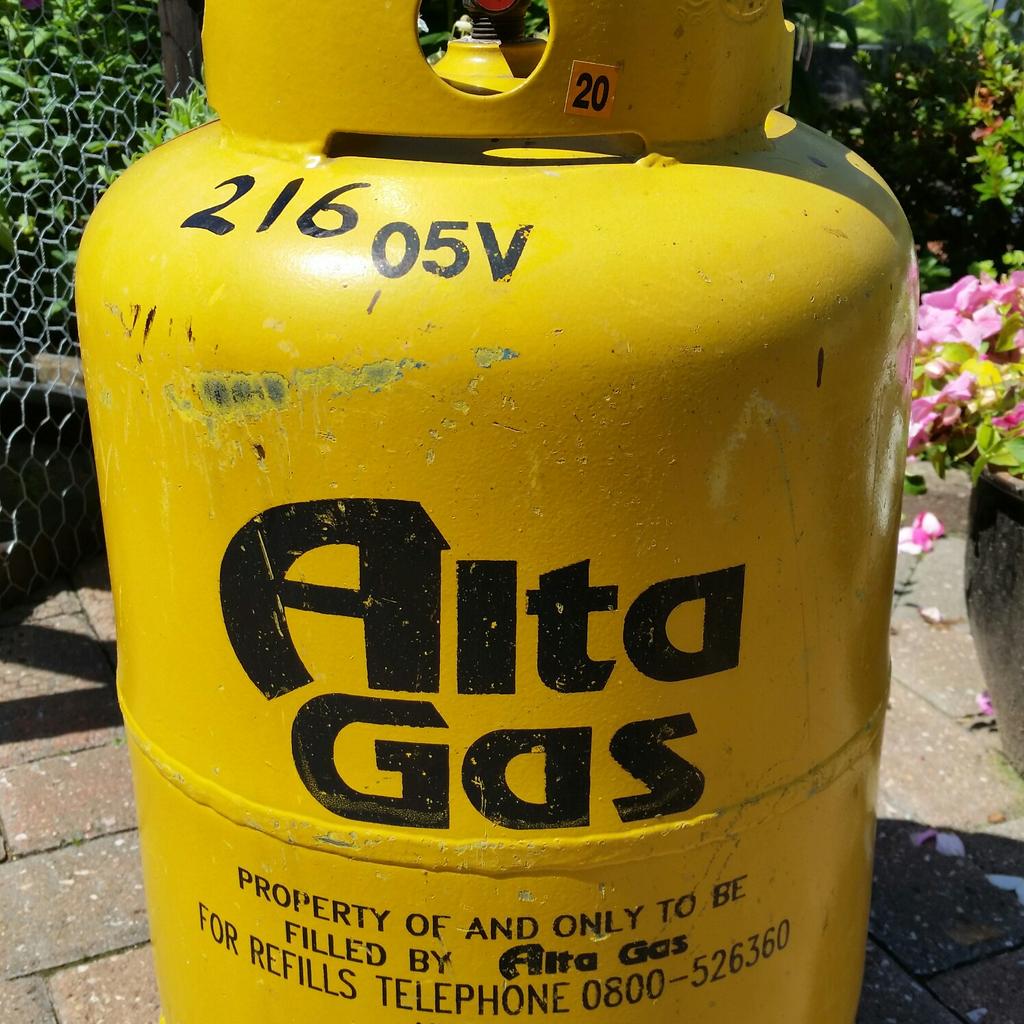 20
216
05V
Alta
Gas
PROPERTY OF AND ONLY TO BE
FILLED BY Alta Gas
FOR REFILLS TELEPHONE 0800-526360